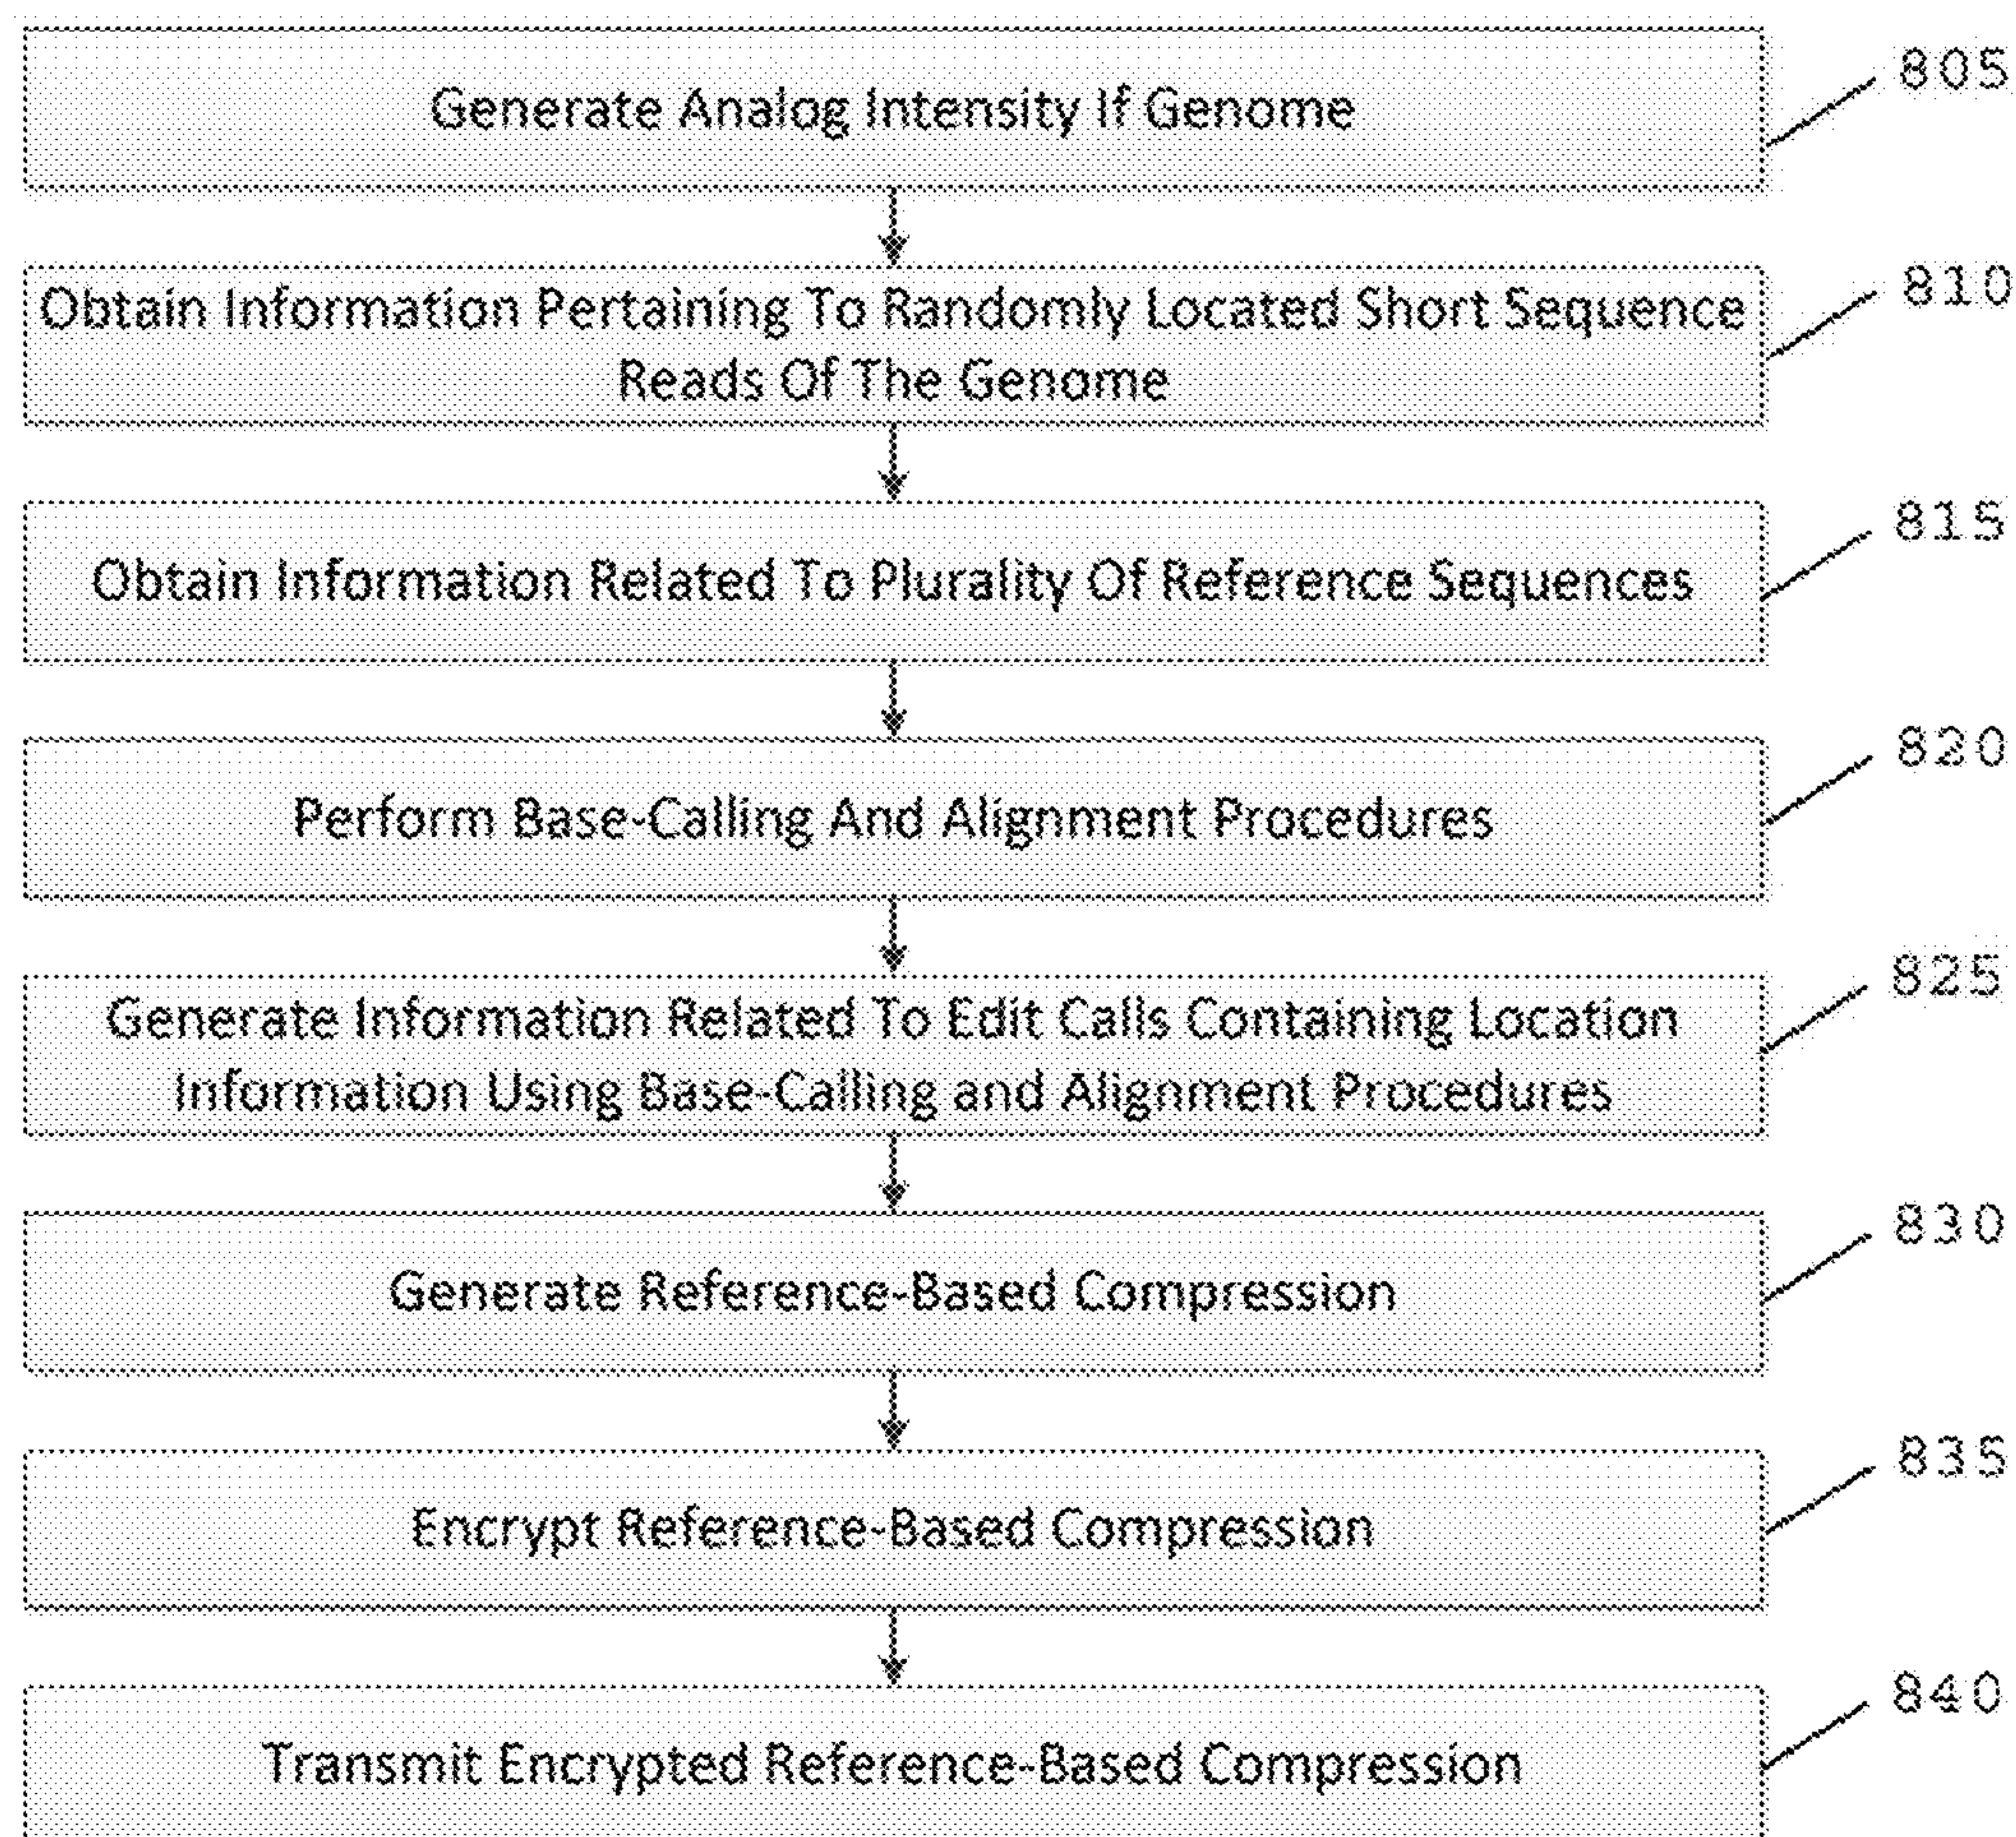 Generate Analog Intensity If Genome
805
Obtain Information Pertaining To Randomly Located Short Sequence
Reads Of The Genome
810
Obtain Information Related To Plurality Of Reference Sequences
815
Perform Base-Calling And Alignment Procedures
820
Generate Information Related To Edit Calls Containing Location
Information Using Base-Calling and Alignment Procedures
825
Generate Reference-Based Compression
830
Encrypt Reference-Based Compression
835
Transmit Encrypted Reference-Based Compression
840